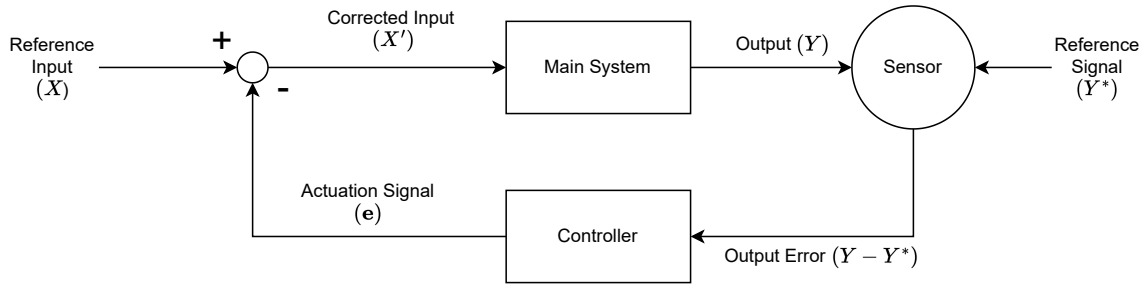 Reference
Input
(X)
+
-
Corrected Input
(X′)
Main System
Output (Y)
Sensor
Reference
Signal
(Y*)
Actuation Signal
(e)
Controller
Output Error (Y − Y*)